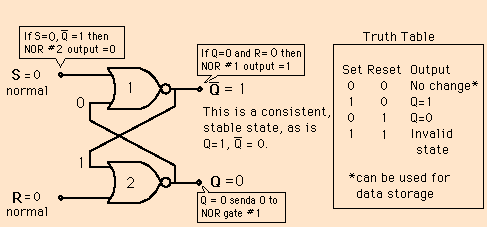 If S=0, Q̅ =1 then
NOR #2 output =0
If Q=0 and R= 0 then
NOR #1 output =1
S = 0
normal
1
Q̅ = 1
0
This is a consistent,
stable state, as is
Q=1, Q̅ = 0.
1
2
Q =0
R= 0
normal
Q = 0 senda 0 to
NOR gate #1
Truth Table
Set Reset Output
0 0 No change*
1 0 Q=1
0 1 Q=0
1 1 Invalid
state
*can be used for
data storage